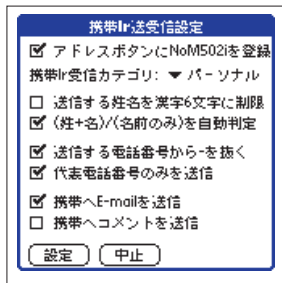 携帯Ir送受信設定
アドレスボタンにNoM502iを登録
携帯Ir受信カテゴリ: ▼ パーソナル
送信する姓名を漢字6文字に制限
(姓+名)/(名前のみ)を自動判定
送信する電話番号から-を抜く
代表電話番号のみを送信
携帯へE-mailを送信
携帯へコメントを送信
設定 中止